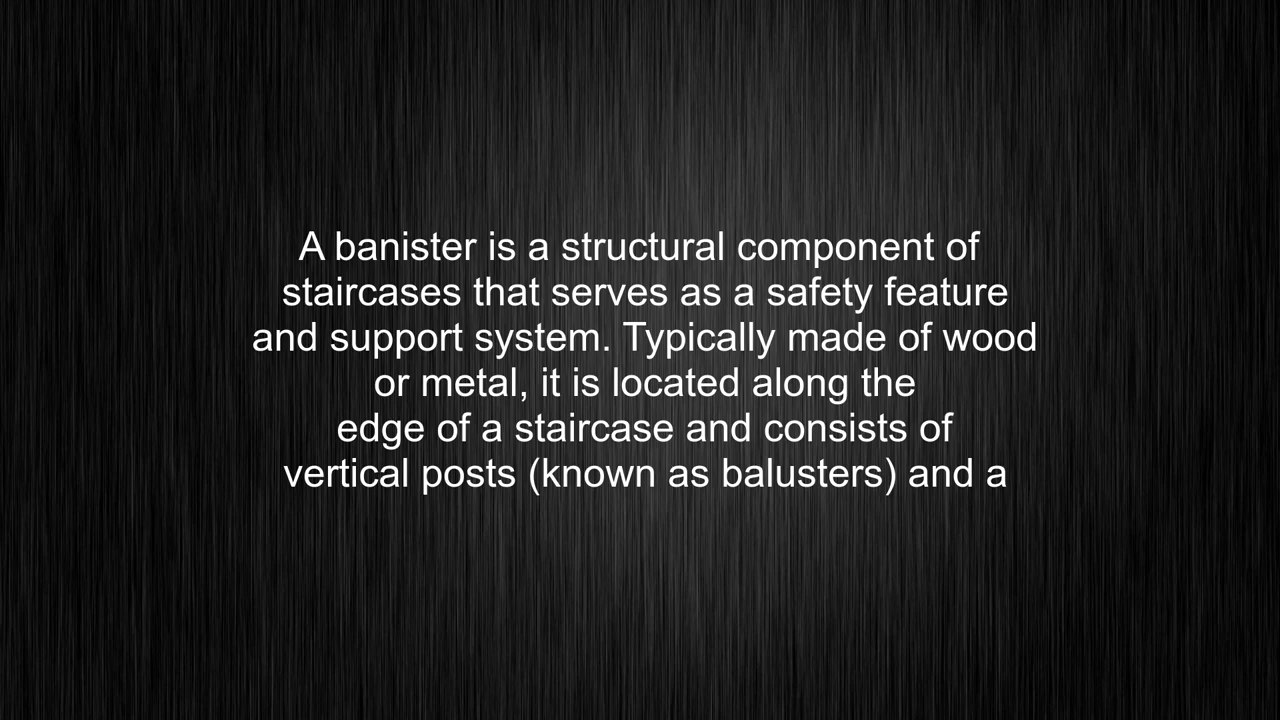 A banister is a structural component of
staircases that serves as a safety feature
and support system. Typically made of wood
or metal, it is located along the
edge of a staircase and consists of
vertical posts (known as balusters) and a